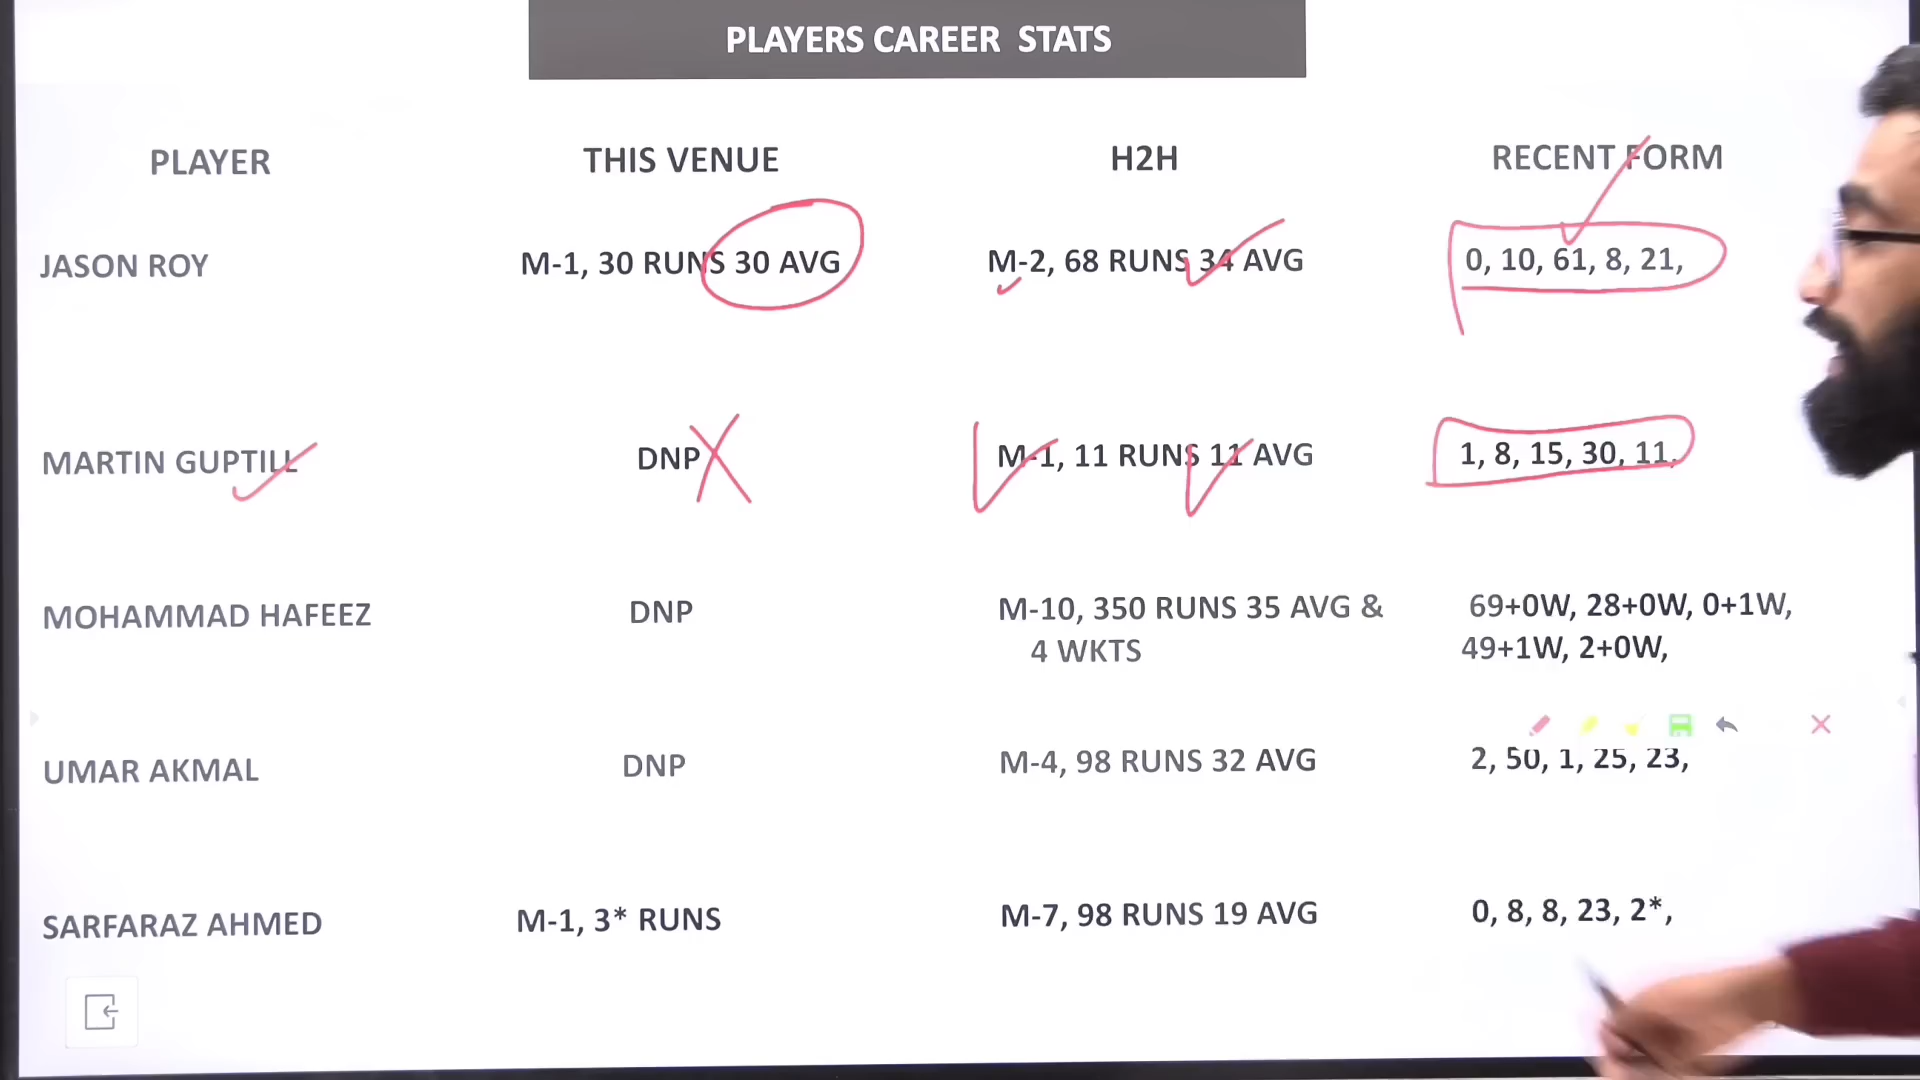 PLAYERS CAREER STATS
PLAYER THIS VENUE H2H RECENT FORM
JASON ROY M-1, 30 RUNS 30 AVG M-2, 68 RUNS 34 AVG 0, 10, 61, 8, 21,
MARTIN GUPTILL DNP M-1, 11 RUNS 11 AVG 1, 8, 15, 30, 11,
MOHAMMAD HAFEEZ DNP M-10, 350 RUNS 35 AVG & 69+0W, 28+0W, 0+1W,
4 WKTS 49+1W, 2+0W,
UMAR AKMAL DNP M-4, 98 RUNS 32 AVG 2, 50, 1, 25, 23,
SARFARAZ AHMED M-1, 3* RUNS M-7, 98 RUNS 19 AVG 0, 8, 8, 23, 2*,